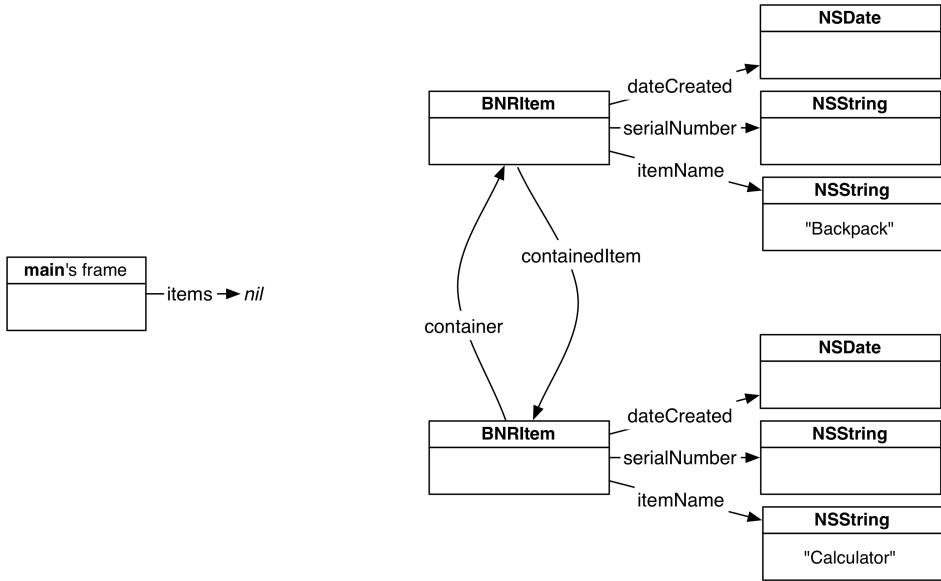 NSDate
dateCreated
BNRItem
NSString
serialNumber
itemName
NSString
"Backpack"
containedItem
main's frame
items
nil
container
NSDate
dateCreated
BNRItem
NSString
serialNumber
itemName
NSString
"Calculator"